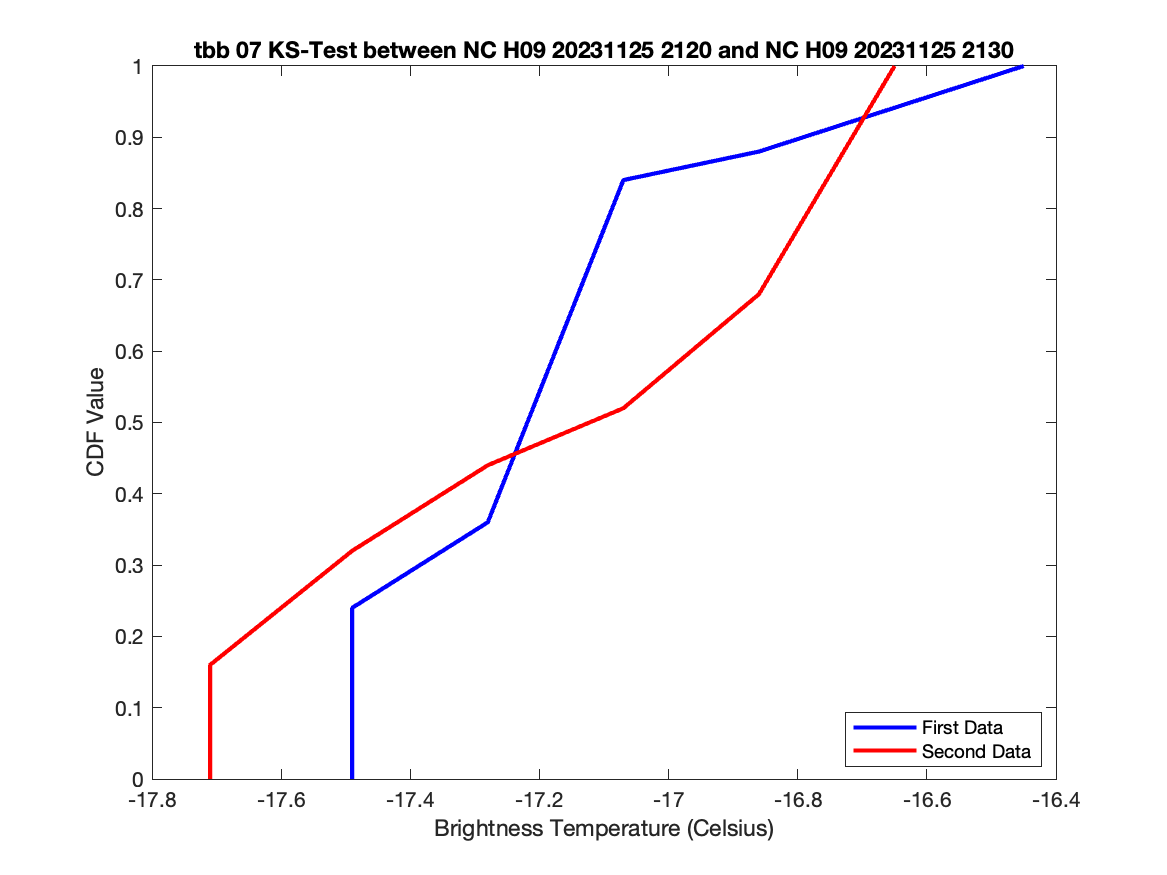 tbb 07 KS-Test between NC H09 20231125 2120 and NC H09 20231125 2130
1
0.9
0.8
0.7
0.6
0.5
0.4
0.3
0.2
0.1
0
CDF Value
First Data
Second Data
-17.8 -17.6 -17.4 -17.2 -17 -16.8 -16.6 -16.4
Brightness Temperature (Celsius)